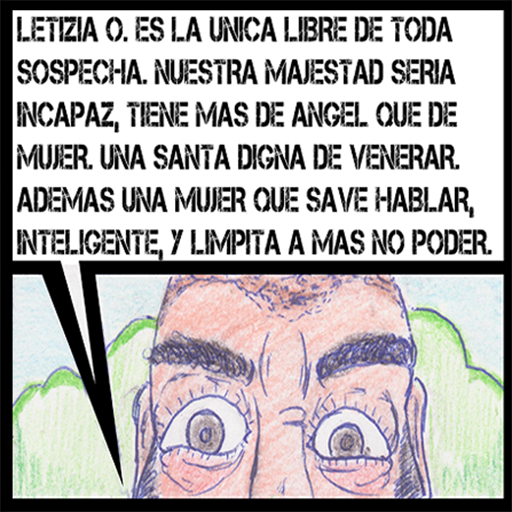 LETIZIA O. ES LA UNICA LIBRE DE TODA
SOSPECHA. NUESTRA MAJESTAD SERIA
INCAPAZ, TIENE MAS DE ANGEL QUE DE
MUJER. UNA SANTA DIGNA DE VENERAR.
ADEMAS UNA MUJER QUE SAVE HABLAR,
INTELIGENTE, Y LIMPITA A MAS NO PODER.